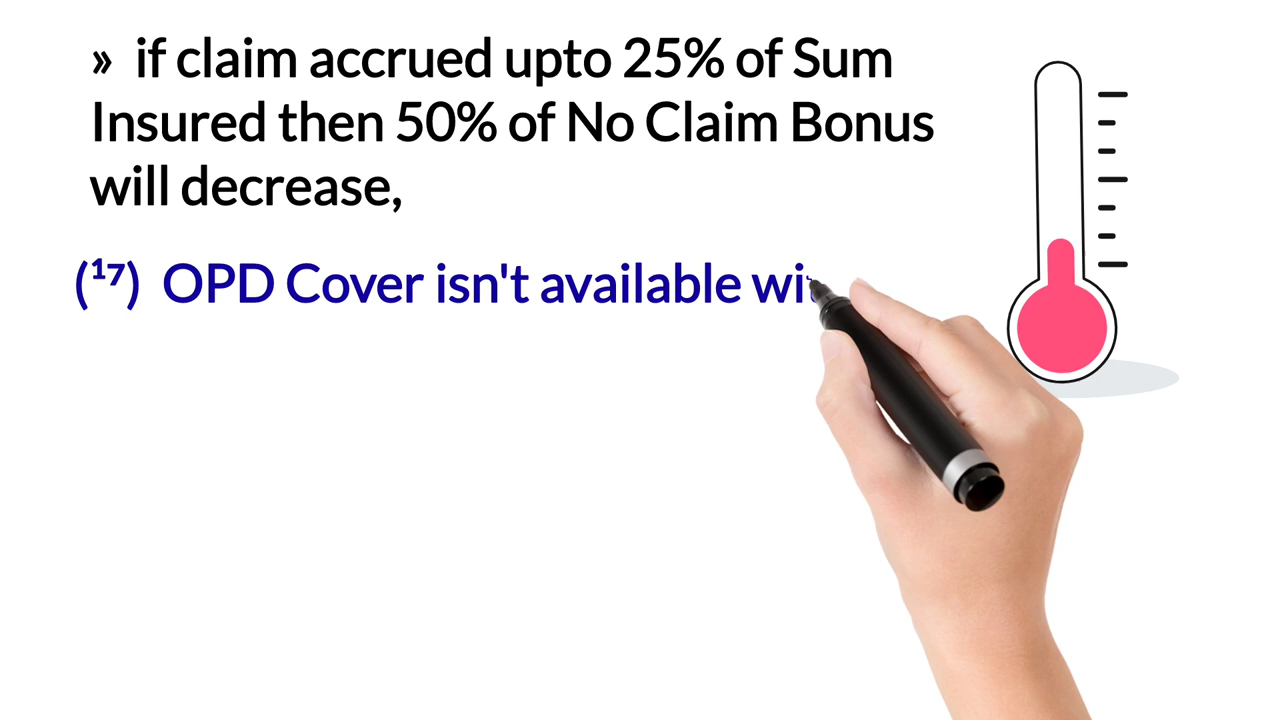 » if claim accrued upto 25% of Sum
Insured then 50% of No Claim Bonus
will decrease,
(¹⁷) OPD Cover isn't available